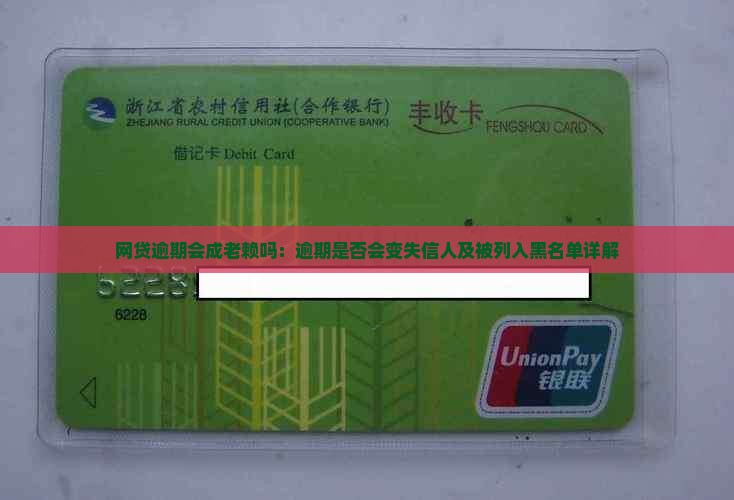 浙江省农村信用社(合作银行)
ZHEJIANG RURAL CREDIT UNION (COOPERATIVE BANK)
丰收卡
FENGSHOU CARD
借记卡 Debit Card
网贷逾期会成老赖吗：逾期是否会变失信人及被列入黑名单详解
6228
6228
UnionPay
银联